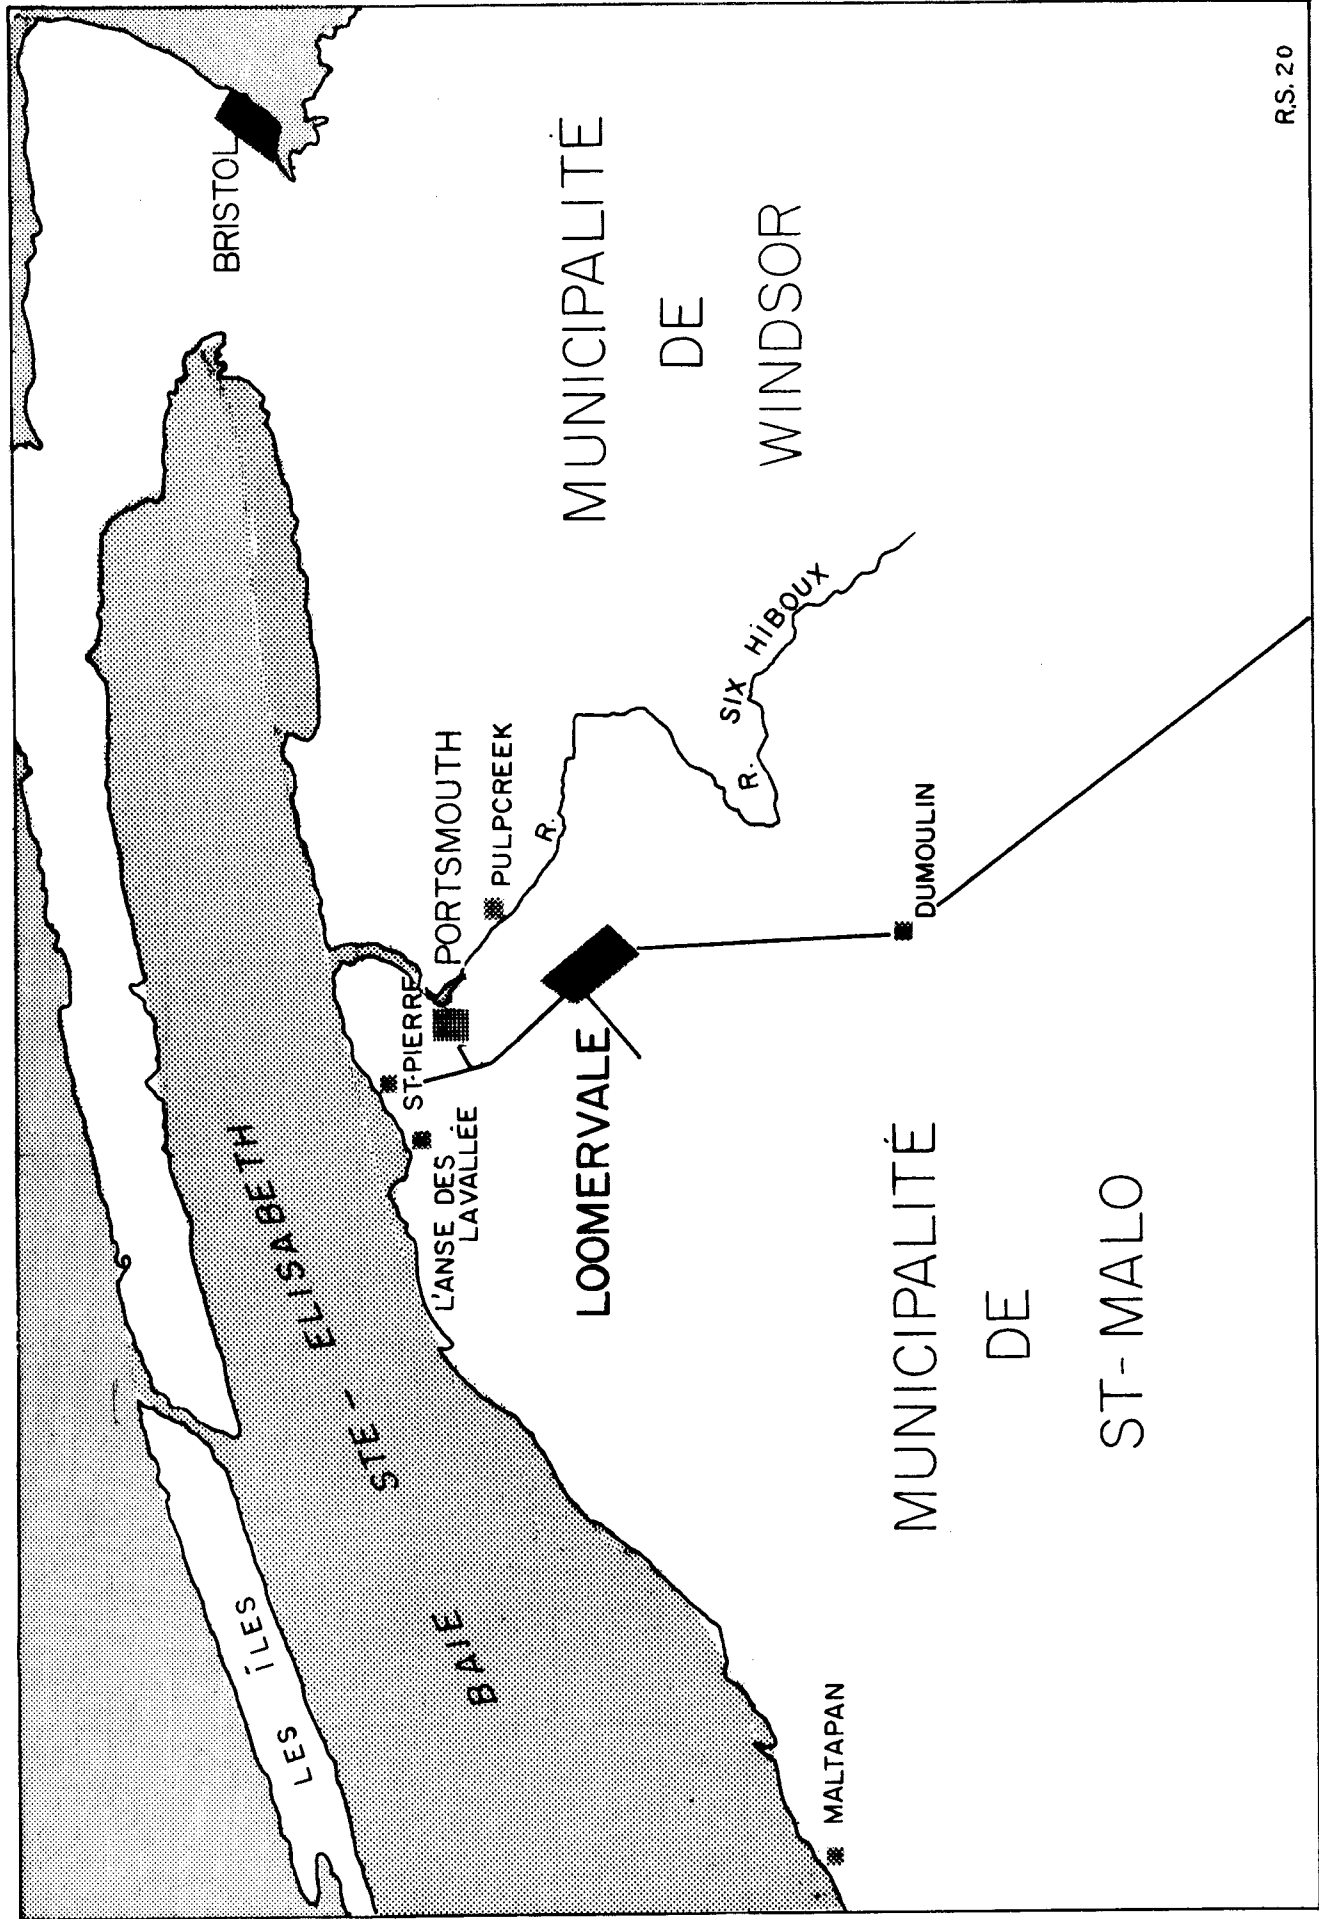 BRISTOL
MUNICIPALITÉ
DE
WINDSOR
R.S. 20
PORTSMOUTH
PULPCREEK
R.
R. SIX HIBOUX
ST-PIERRE
L'ANSE DES
LAVALLÉE
LOOMERVALE
DUMOULIN
BAIE STE-ELISABETH
LES ÎLES
MUNICIPALITÉ
DE
ST-MALO
MALTAPAN